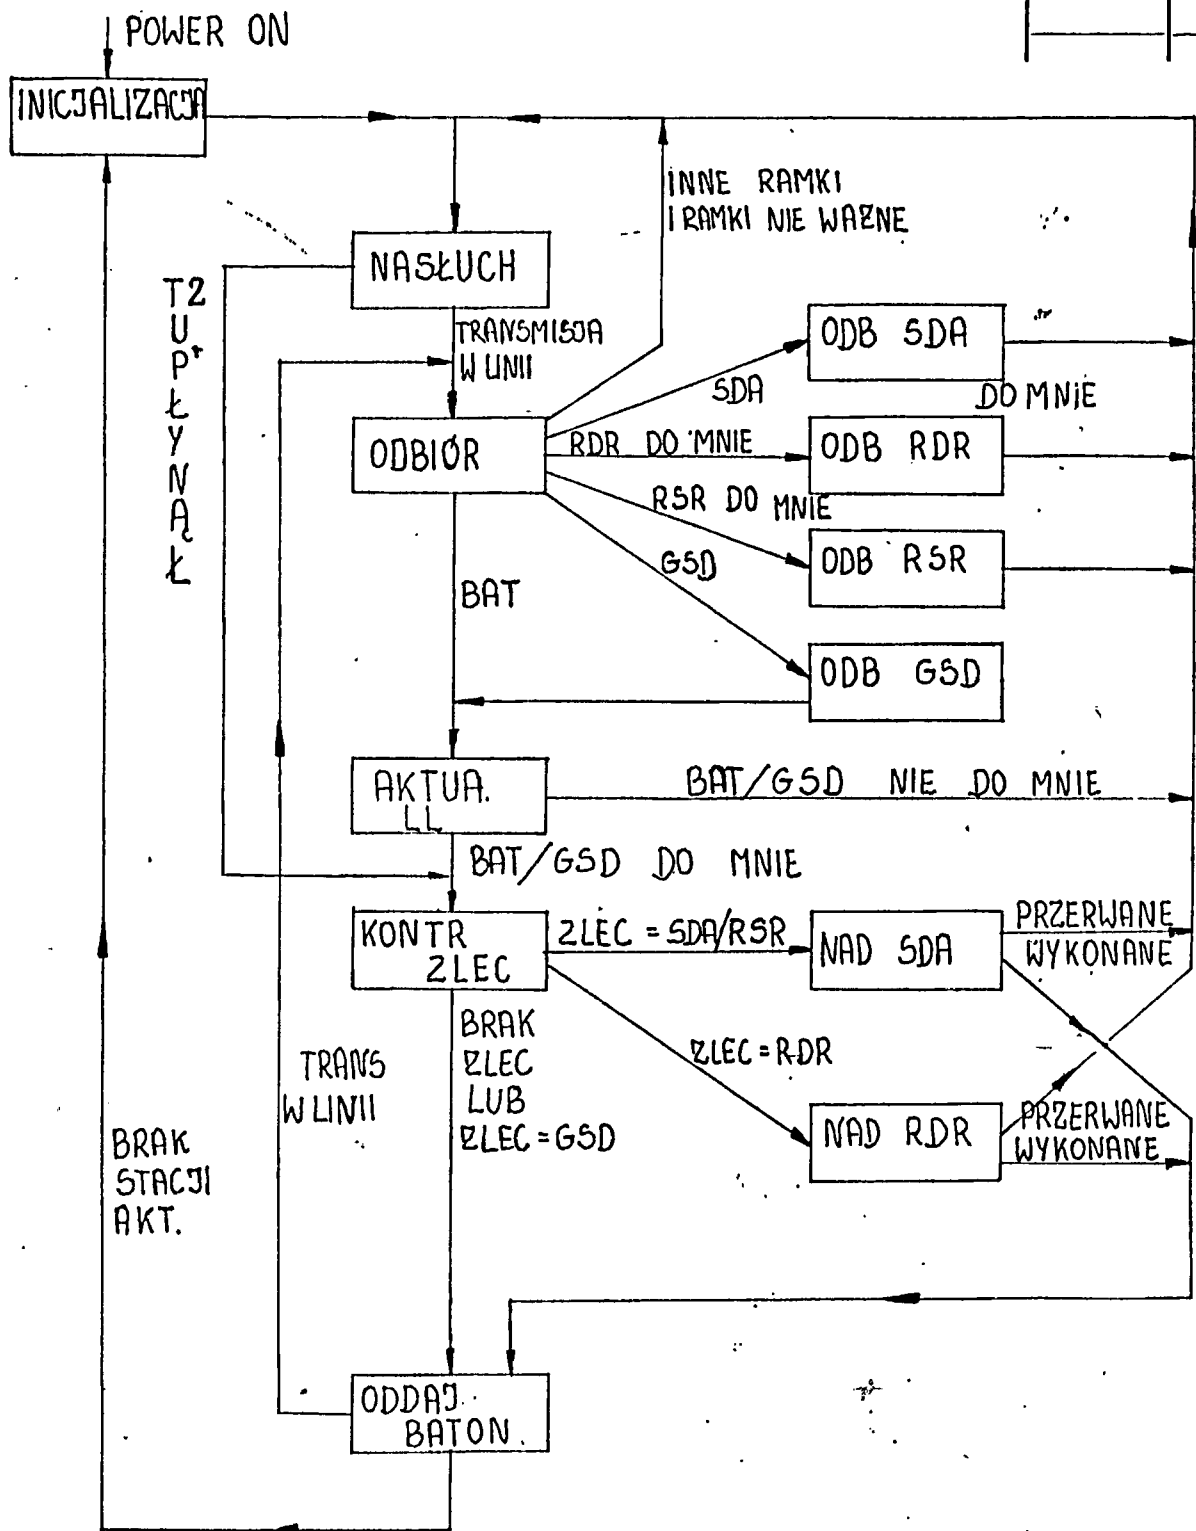 POWER ON
INICJALIZACJA
INNE RAMKI
I RAMKI NIE WAŻNE
NASŁUCH
T2
UPŁYNĄŁ
TRANSMISJA
W LINII
ODB SDA
SDA
DO MNIE
ODBIÓR
RDR DO MNIE
ODB RDR
RSR DO MNIE
ODB RSR
GSD
BAT
ODB GSD
AKTUA.
LL
BAT/GSD NIE DO MNIE
BAT/GSD DO MNIE
KONTR
ZLEC
ZLEC = SDA/RSR
NAD SDA
PRZERWANE
WYKONANE
BRAK
ZLEC
LUB
ZLEC = GSD
ZLEC = RDR
TRANS
W LINII
NAD RDR
PRZERWANE
WYKONANE
BRAK
STACJI
AKT.
ODDAJ
BATON